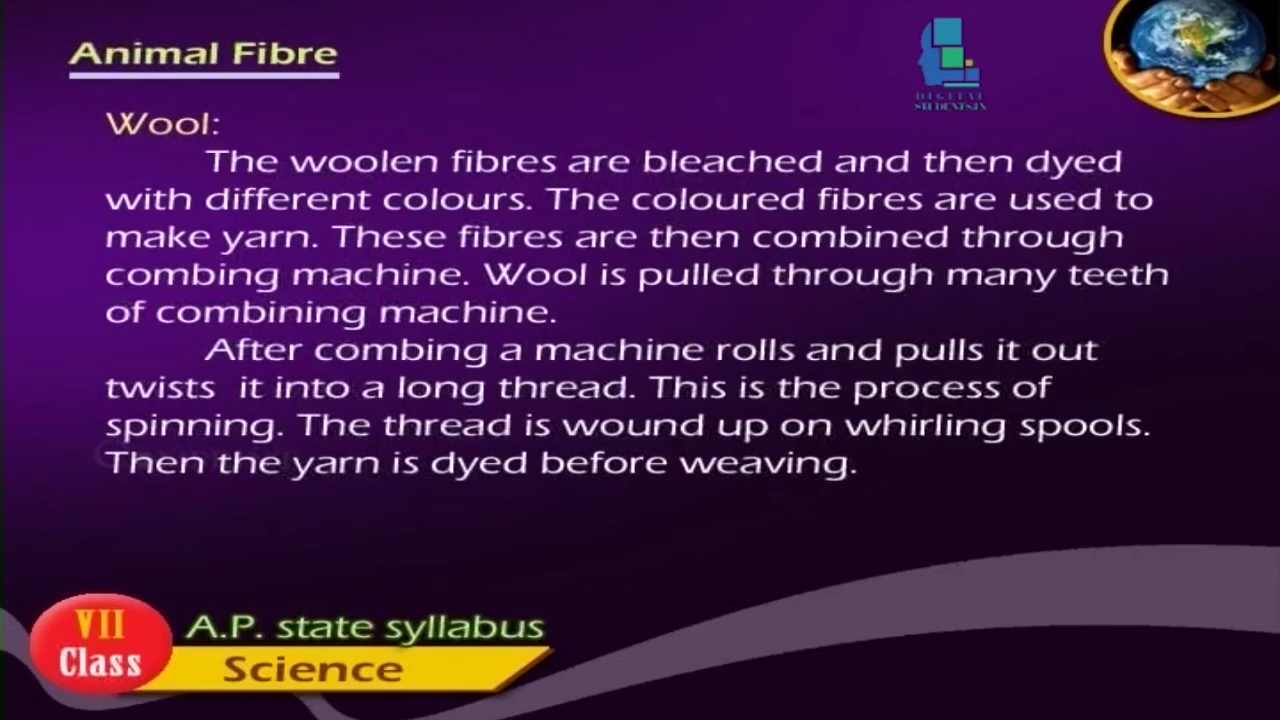 Animal Fibre
DIGITAL
STUDENTS.IN
Wool:
The woolen fibres are bleached and then dyed
with different colours. The coloured fibres are used to
make yarn. These fibres are then combined through
combing machine. Wool is pulled through many teeth
of combining machine.
After combing a machine rolls and pulls it out
twists it into a long thread. This is the process of
spinning. The thread is wound up on whirling spools.
Then the yarn is dyed before weaving.
VII
Class
A.P. state syllabus
Science